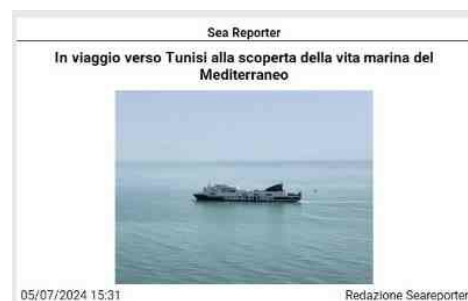 Sea Reporter
In viaggio verso Tunisi alla scoperta della vita marina del
Mediterraneo
05/07/2024 15:31
Redazione Seareporter